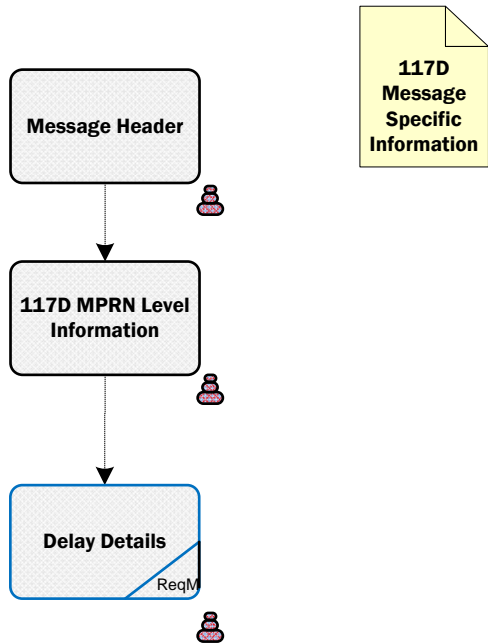 117D
Message
Specific
Information
Message Header
117D MPRN Level
Information
Delay Details
ReqM